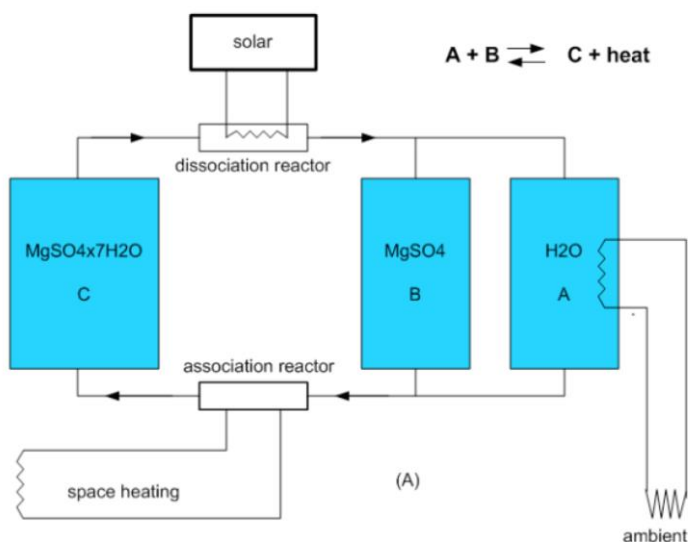 solar
A + B ⇌ C + heat
dissociation reactor
MgSO4x7H2O
C
MgSO4
B
H2O
A
association reactor
space heating
(A)
ambient